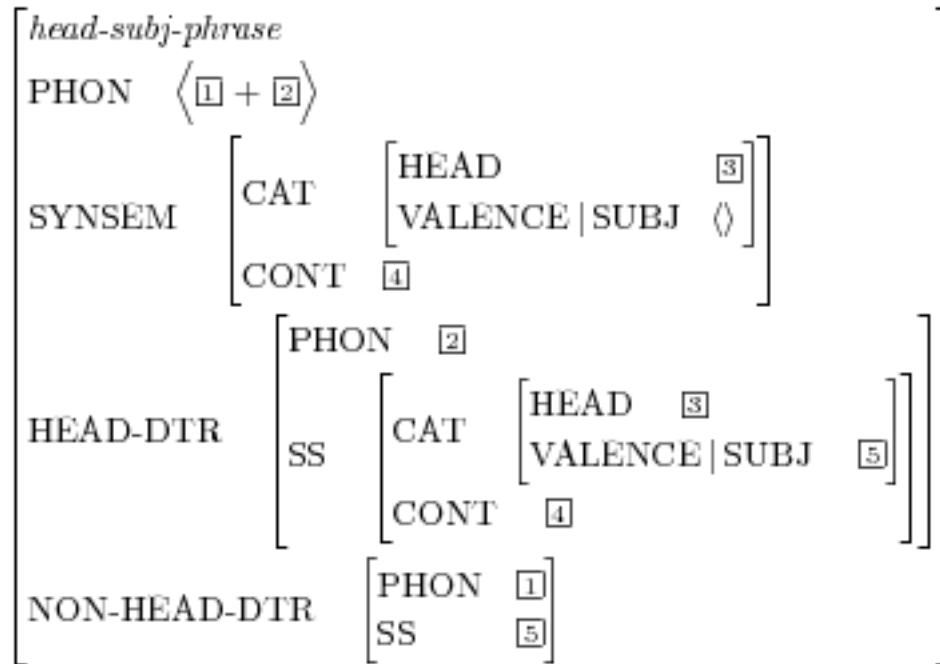 head-subj-phrase
PHON ⟨[1] + [2]⟩
HEAD [3]
CAT
VALENCE | SUBJ ⟨⟩
SYNSEM
CONT [4]
PHON [2]
HEAD [3]
CAT
VALENCE | SUBJ [5]
HEAD-DTR SS
CONT [4]
PHON [1]
NON-HEAD-DTR
SS [5]